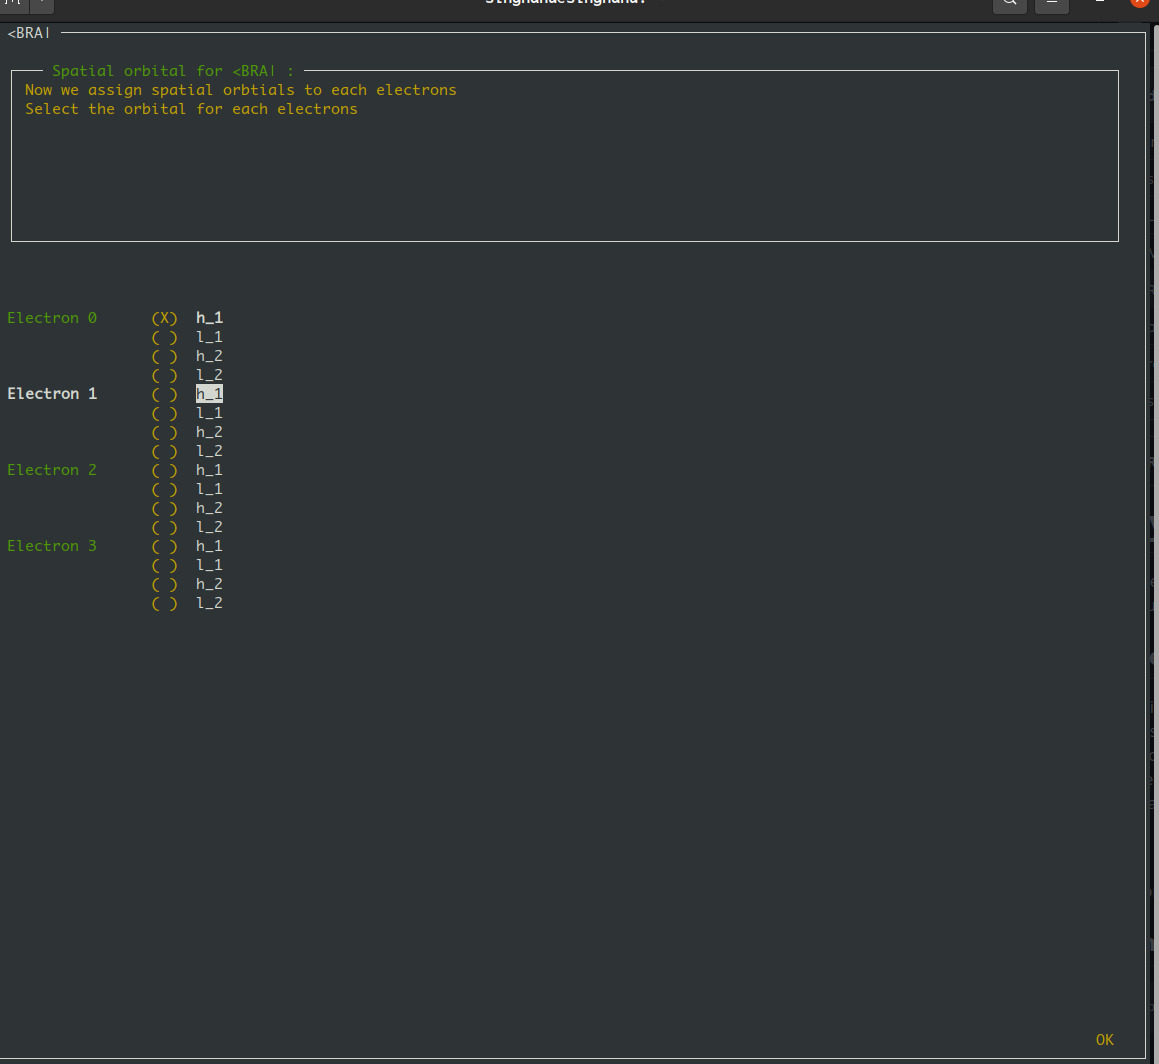 <BRA|
Spatial orbital for <BRA| :
Now we assign spatial orbtials to each electrons
Select the orbital for each electrons
Electron 0 (X) h_1
( ) l_1
( ) h_2
( ) l_2
Electron 1 ( ) h_1
( ) l_1
( ) h_2
( ) l_2
Electron 2 ( ) h_1
( ) l_1
( ) h_2
( ) l_2
Electron 3 ( ) h_1
( ) l_1
( ) h_2
( ) l_2
OK